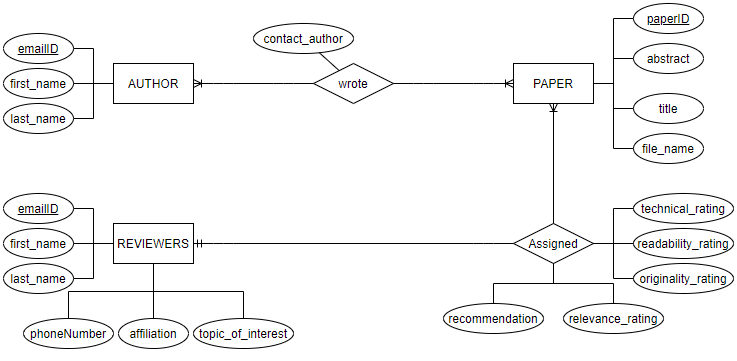 paperID
contact_author
emailID
abstract
first_name
AUTHOR
wrote
PAPER
title
last_name
file_name
emailID
technical_rating
first_name
REVIEWERS
Assigned
readability_rating
last_name
originality_rating
phoneNumber
affiliation
topic_of_interest
recommendation
relevance_rating